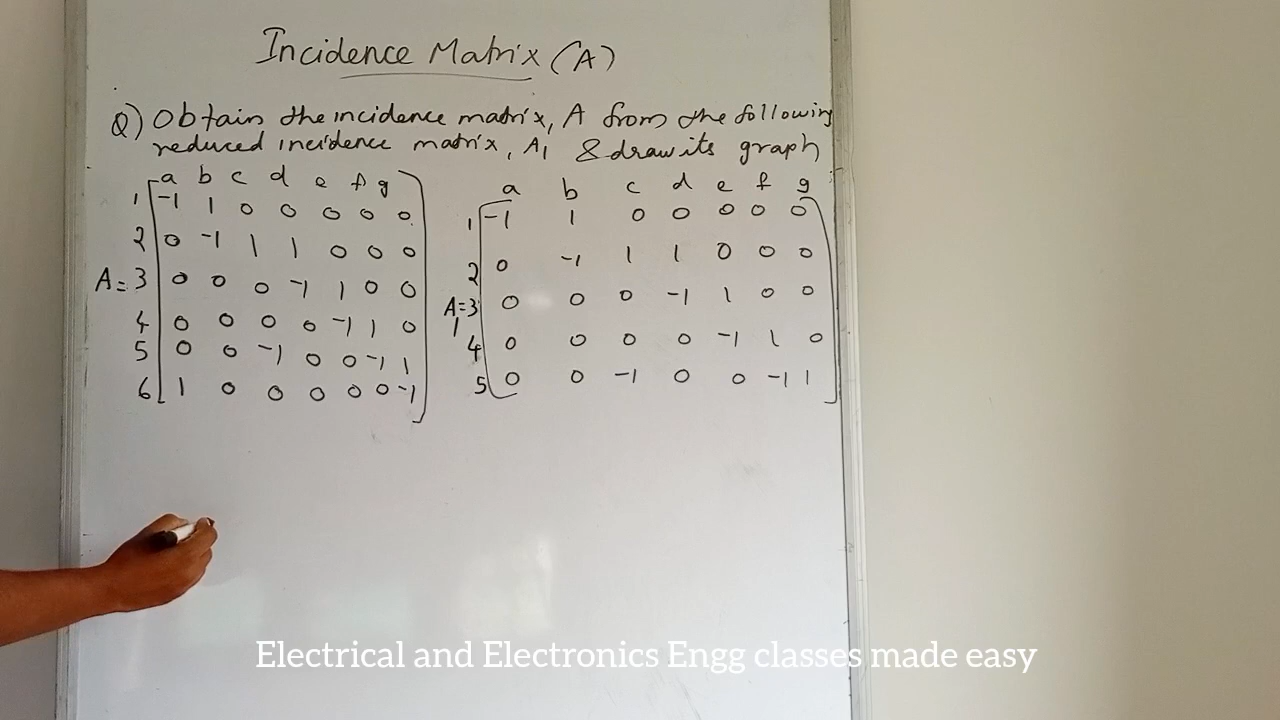 Incidence Matrix (A)
Q) Obtain the incidence matrix, A from the following
reduced incidence matrix, A1 & draw its graph
a b c d e f g
1 -1 1 0 0 0 0 0
2 0 -1 1 1 0 0 0
A = 3 0 0 0 -1 1 0 0
4 0 0 0 0 -1 1 0
5 0 0 -1 0 0 -1 1
6 1 0 0 0 0 0 -1
a b c d e f g
1 -1 1 0 0 0 0 0
2 0 -1 1 1 0 0 0
A1 = 3 0 0 0 -1 1 0 0
4 0 0 0 0 -1 1 0
5 0 0 -1 0 0 -1 1
Electrical and Electronics Engg classes made easy